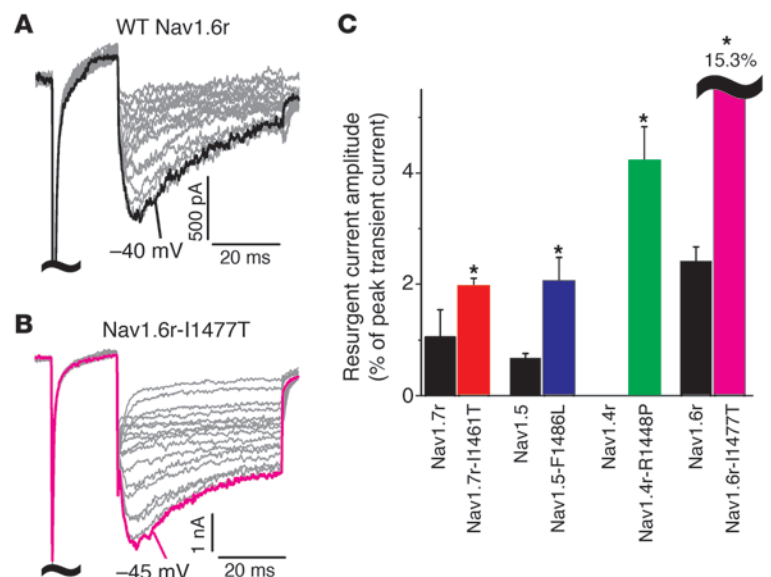 A
WT Nav1.6r
500 pA
−40 mV
20 ms
B
Nav1.6r-I1477T
1 nA
−45 mV
20 ms
C
*
15.3%
Resurgent current amplitude
(% of peak transient current)
4
2
0
*
*
*
Nav1.7r
Nav1.7r-I1461T
Nav1.5
Nav1.5-F1486L
Nav1.4r
Nav1.4r-R1448P
Nav1.6r
Nav1.6r-I1477T